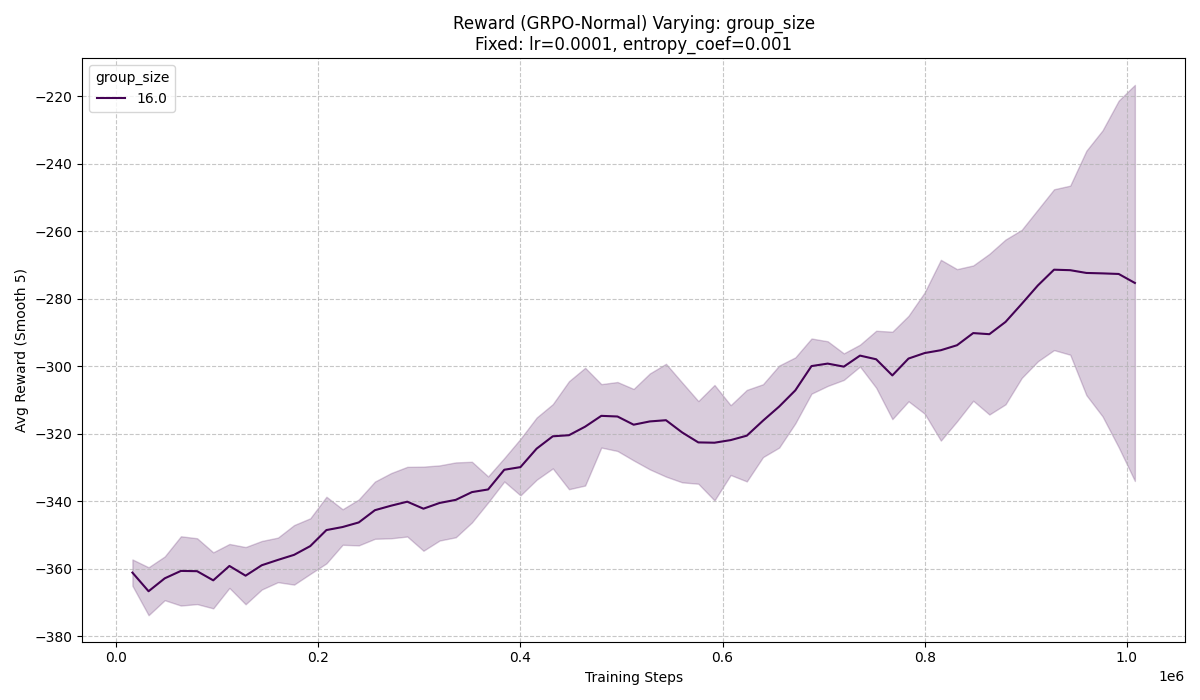 Reward (GRPO-Normal) Varying: group_size
Fixed: lr=0.0001, entropy_coef=0.001
group_size
16.0
Avg Reward (Smooth 5)
−220
−240
−260
−280
−300
−320
−340
−360
−380
0.0
0.2
0.4
0.6
0.8
1.0
1e6
Training Steps